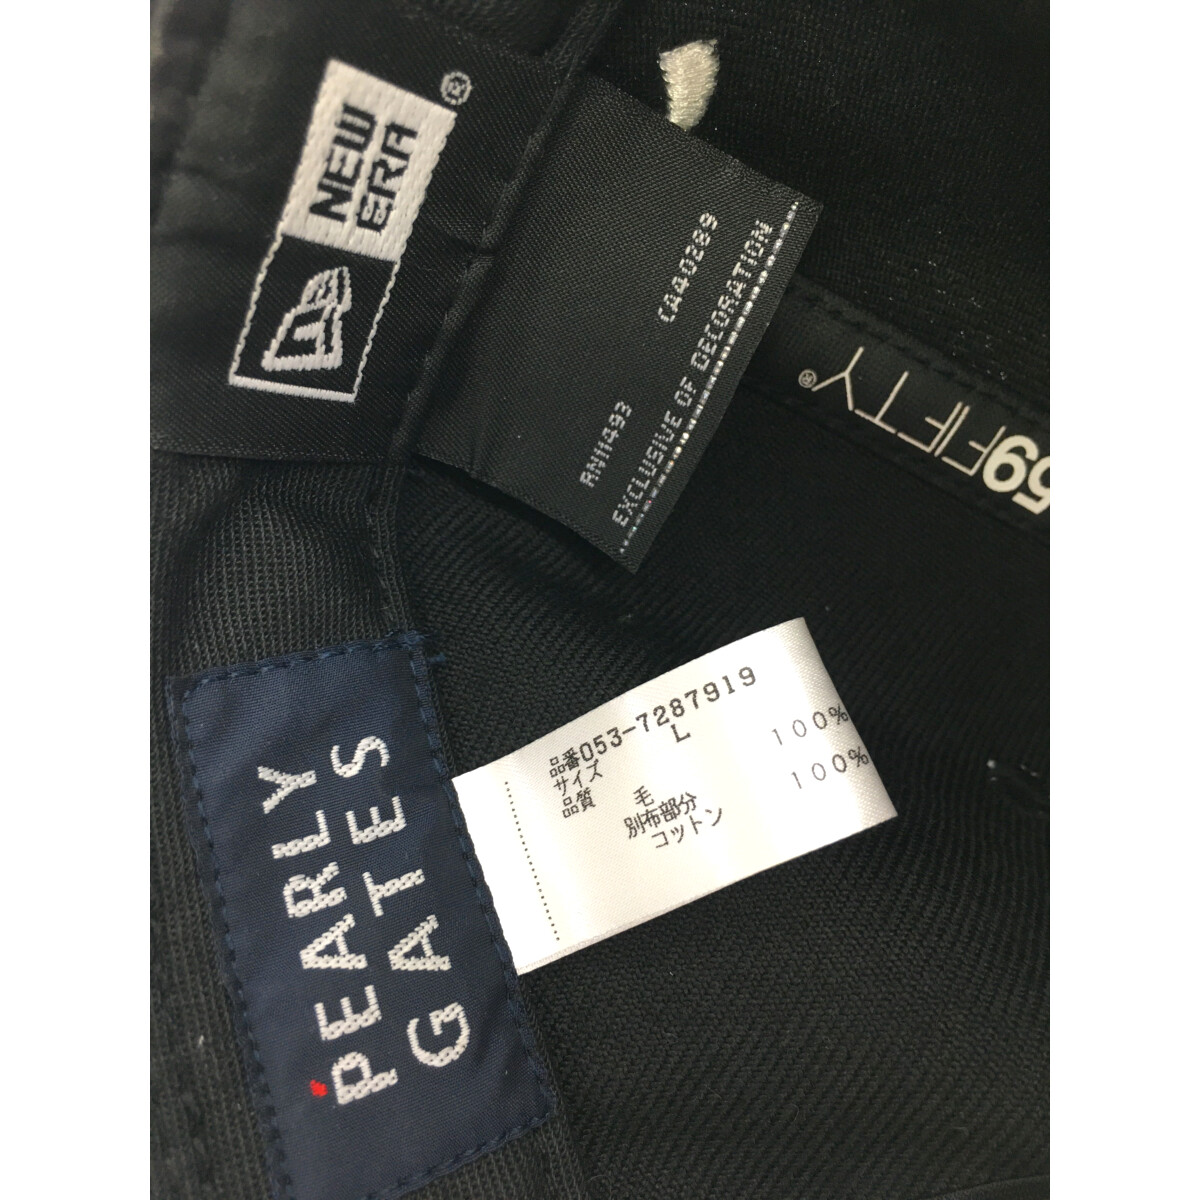 NEW
ERA
®
RN11493 CA40289
EXCLUSIVE OF DECORATION
59FIFTY®
品番053-7287919
サイズ L
品質 毛 100%
別布部分
コットン 100%
PEARLY
GATES